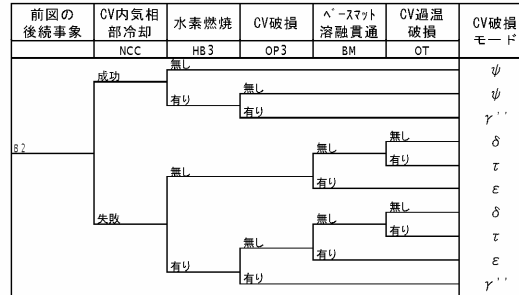 前図の CV内気相 水素燃焼 CV破損 ﾍﾞｰｽﾏｯﾄ CV過温 CV破損
後続事象 部冷却 溶融貫通 破損 モード
NCC HB3 OP3 BM OT
無し ψ
成功
無し ψ
有り
有り γ''
無し δ
無し
有り τ
B2
無し
有り ε
失敗
無し δ
無し
有り τ
無し
有り ε
有り
有り γ''